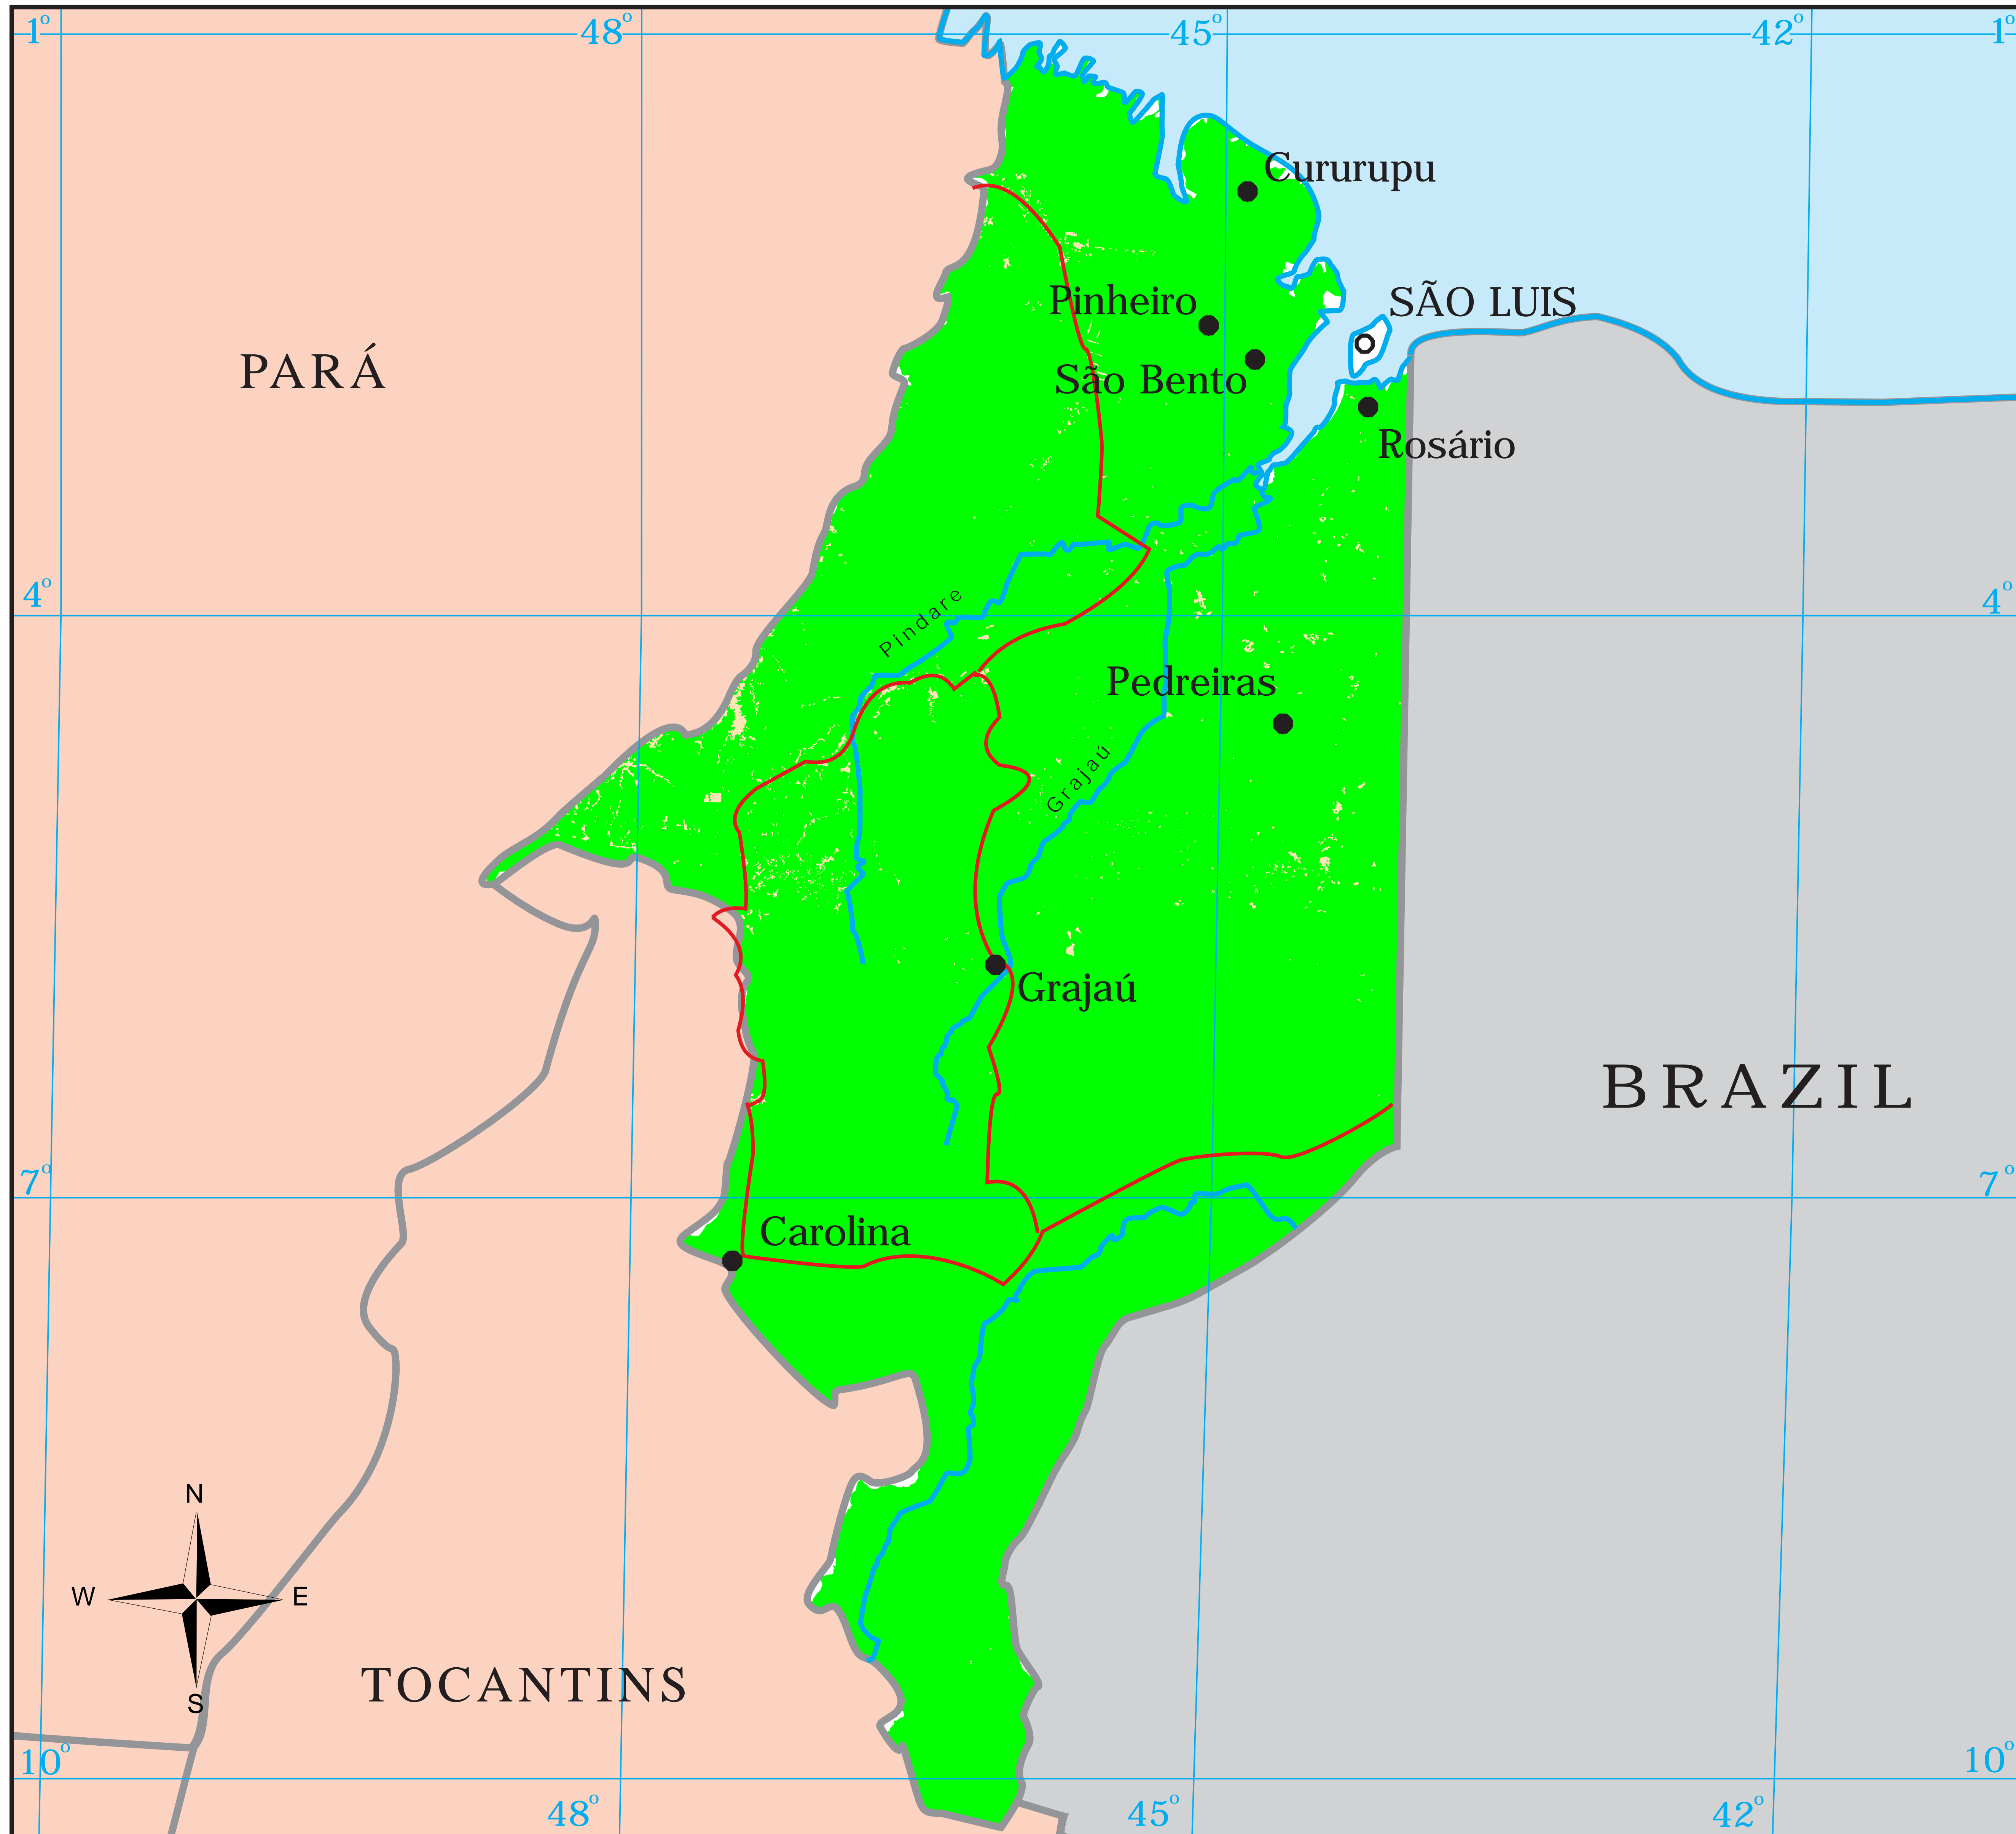 1° 48° 45° 42° 1°
Cururupu
Pinheiro
SÃO LUIS
PARÁ
São Bento
Rosário
4° 4°
Pindare
Pedreiras
Grajaú
Grajaú
BRAZIL
7° 7°
Carolina
N
W E
S
TOCANTINS
10° 10°
48° 45° 42°